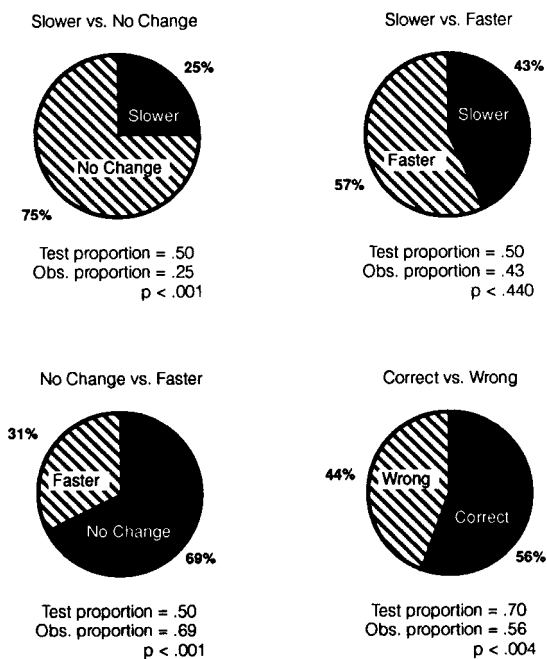 Slower vs. No Change
25%
Slower
No Change
75%
Test proportion = .50
Obs. proportion = .25
p < .001
Slower vs. Faster
43%
Slower
Faster
57%
Test proportion = .50
Obs. proportion = .43
p < .440
No Change vs. Faster
31%
Faster
No Change
69%
Test proportion = .50
Obs. proportion = .69
p < .001
Correct vs. Wrong
44%
Wrong
Correct
56%
Test proportion = .70
Obs. proportion = .56
p < .004